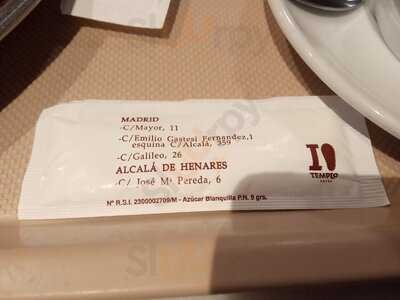 MADRID
-C/Mayor, 11
-C/Emilio Gastesi Fernandez,1
esquina C/Alcala, 359
-C/Galileo, 26
ALCALÁ DE HENARES
-C/ José Mª Pereda, 6
TEMPLO
Nº R.S.I. 2300002709/M - Azúcar Blanquilla P.N. 9 grs.